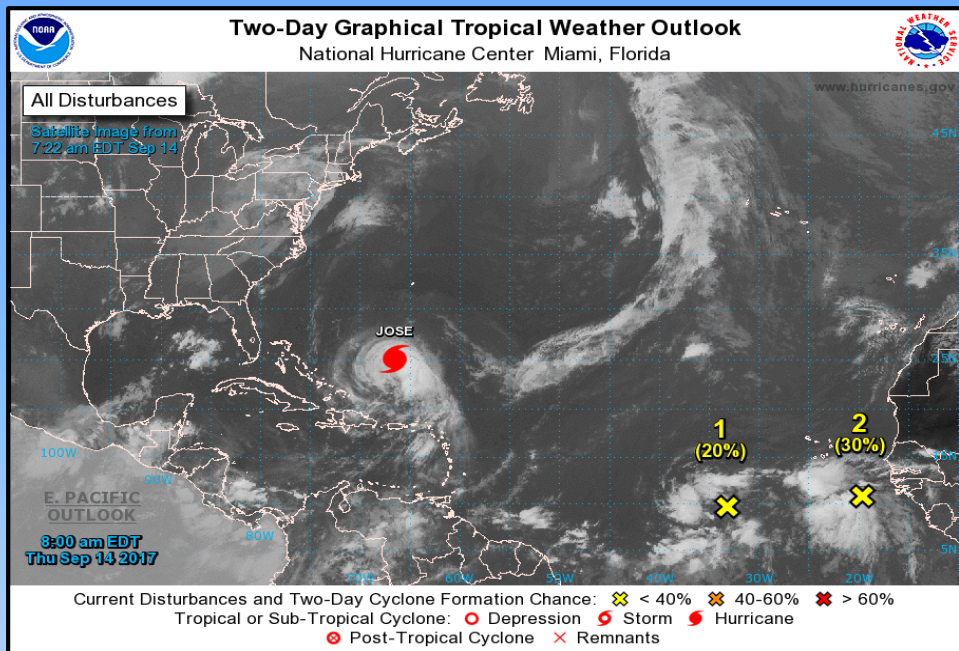 Two-Day Graphical Tropical Weather Outlook
National Hurricane Center Miami, Florida
NOAA
NATIONAL WEATHER SERVICE
www.hurricanes.gov
All Disturbances
Satellite image from
7:22 am EDT Sep 14
45N
35N
JOSE
25N
1
(20%)
2
(30%)
15N
100W
90W
E. PACIFIC
OUTLOOK
8:00 am EDT
Thu Sep 14 2017
80W
5N
70W 60W 50W 40W 30W 20W
Current Disturbances and Two-Day Cyclone Formation Chance: < 40% 40-60% > 60%
Tropical or Sub-Tropical Cyclone: Depression Storm Hurricane
Post-Tropical Cyclone Remnants